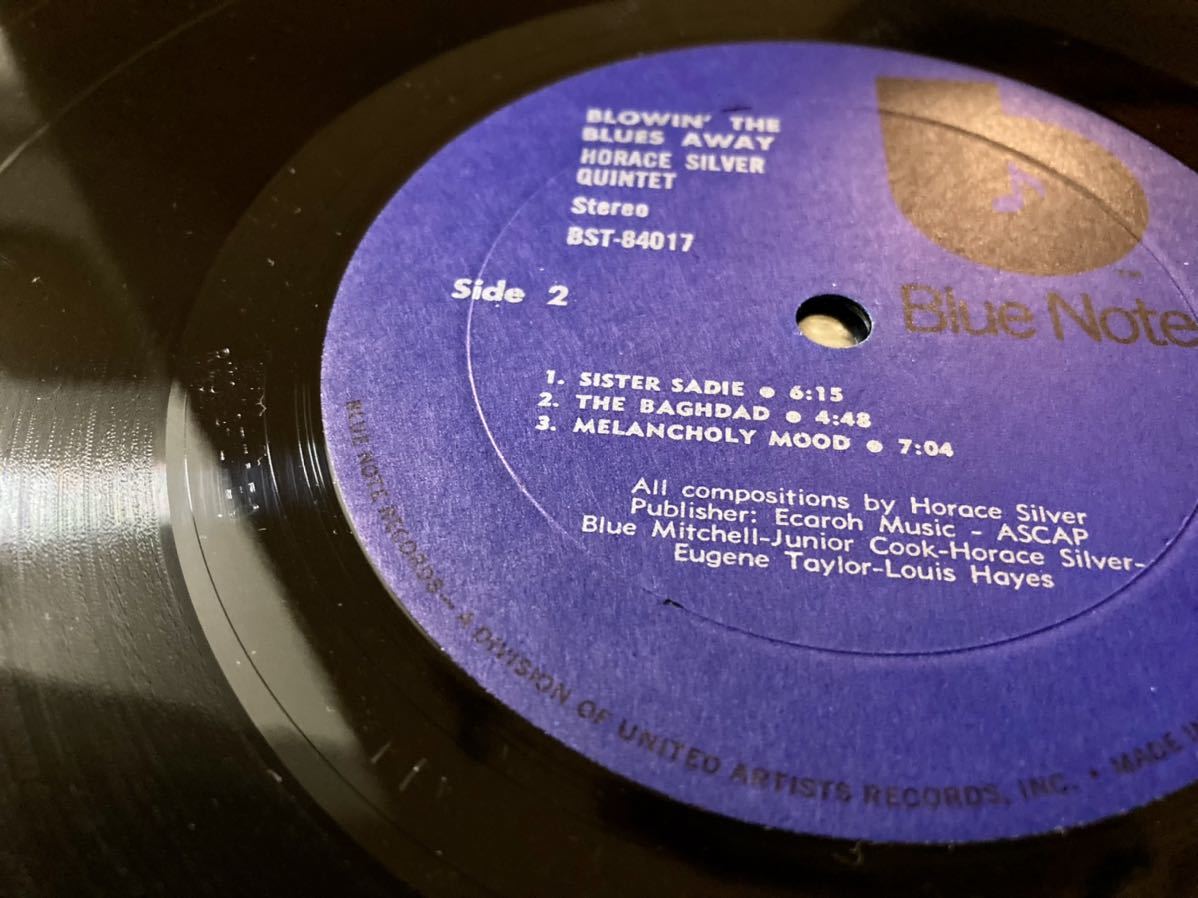 BLOWIN' THE
BLUES AWAY
HORACE SILVER
QUINTET
Stereo
BST-84017
Side 2
Blue Note
TM
1. SISTER SADIE • 6:15
2. THE BAGHDAD • 4:48
3. MELANCHOLY MOOD • 7:04
All compositions by Horace Silver
Publisher: Ecaroh Music - ASCAP
Blue Mitchell-Junior Cook-Horace Silver-
Eugene Taylor-Louis Hayes
BLUE NOTE RECORDS — A DIVISION OF UNITED ARTISTS RECORDS, INC. • MADE